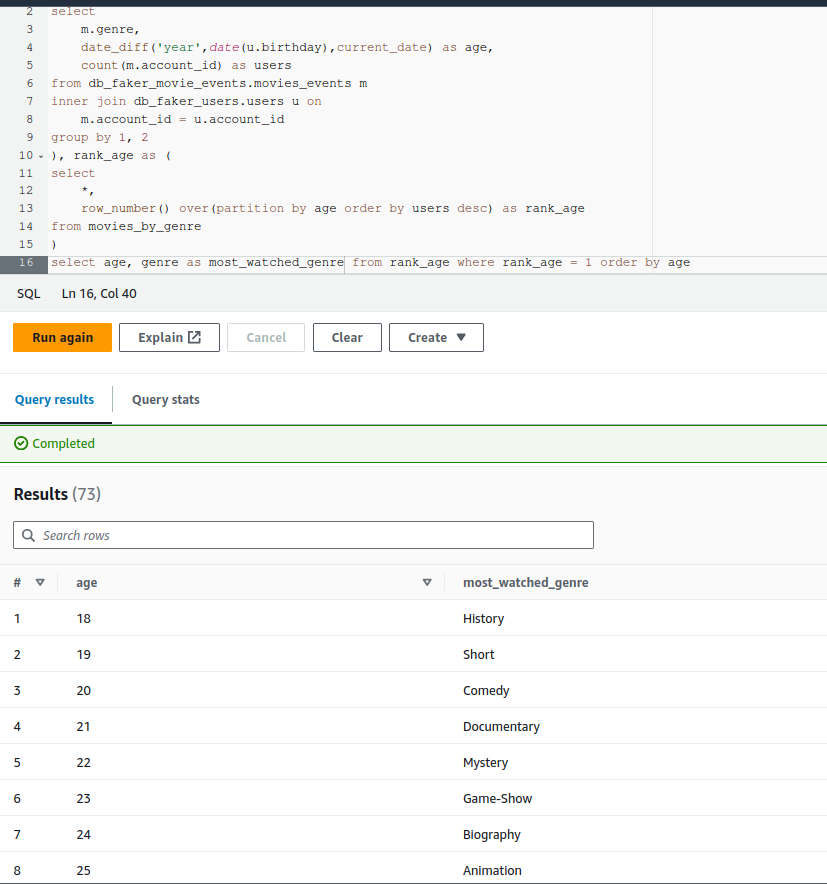 2 select
3 m.genre,
4 date_diff('year',date(u.birthday),current_date) as age,
5 count(m.account_id) as users
6 from db_faker_movie_events.movies_events m
7 inner join db_faker_users.users u on
8 m.account_id = u.account_id
9 group by 1, 2
10 ), rank_age as (
11 select
12 *,
13 row_number() over(partition by age order by users desc) as rank_age
14 from movies_by_genre
15 )
16 select age, genre as most_watched_genre from rank_age where rank_age = 1 order by age
SQL Ln 16, Col 40
Run again Explain Cancel Clear Create
Query results Query stats
Completed
Results (73)
Search rows
# age most_watched_genre
1 18 History
2 19 Short
3 20 Comedy
4 21 Documentary
5 22 Mystery
6 23 Game-Show
7 24 Biography
8 25 Animation